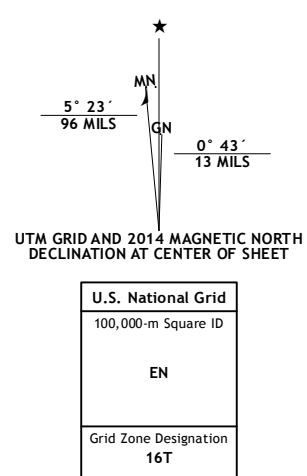 ★
MN
5° 23´
96 MILS
GN
0° 43´
13 MILS
UTM GRID AND 2014 MAGNETIC NORTH
DECLINATION AT CENTER OF SHEET
U.S. National Grid
100,000-m Square ID
EN
Grid Zone Designation
16T